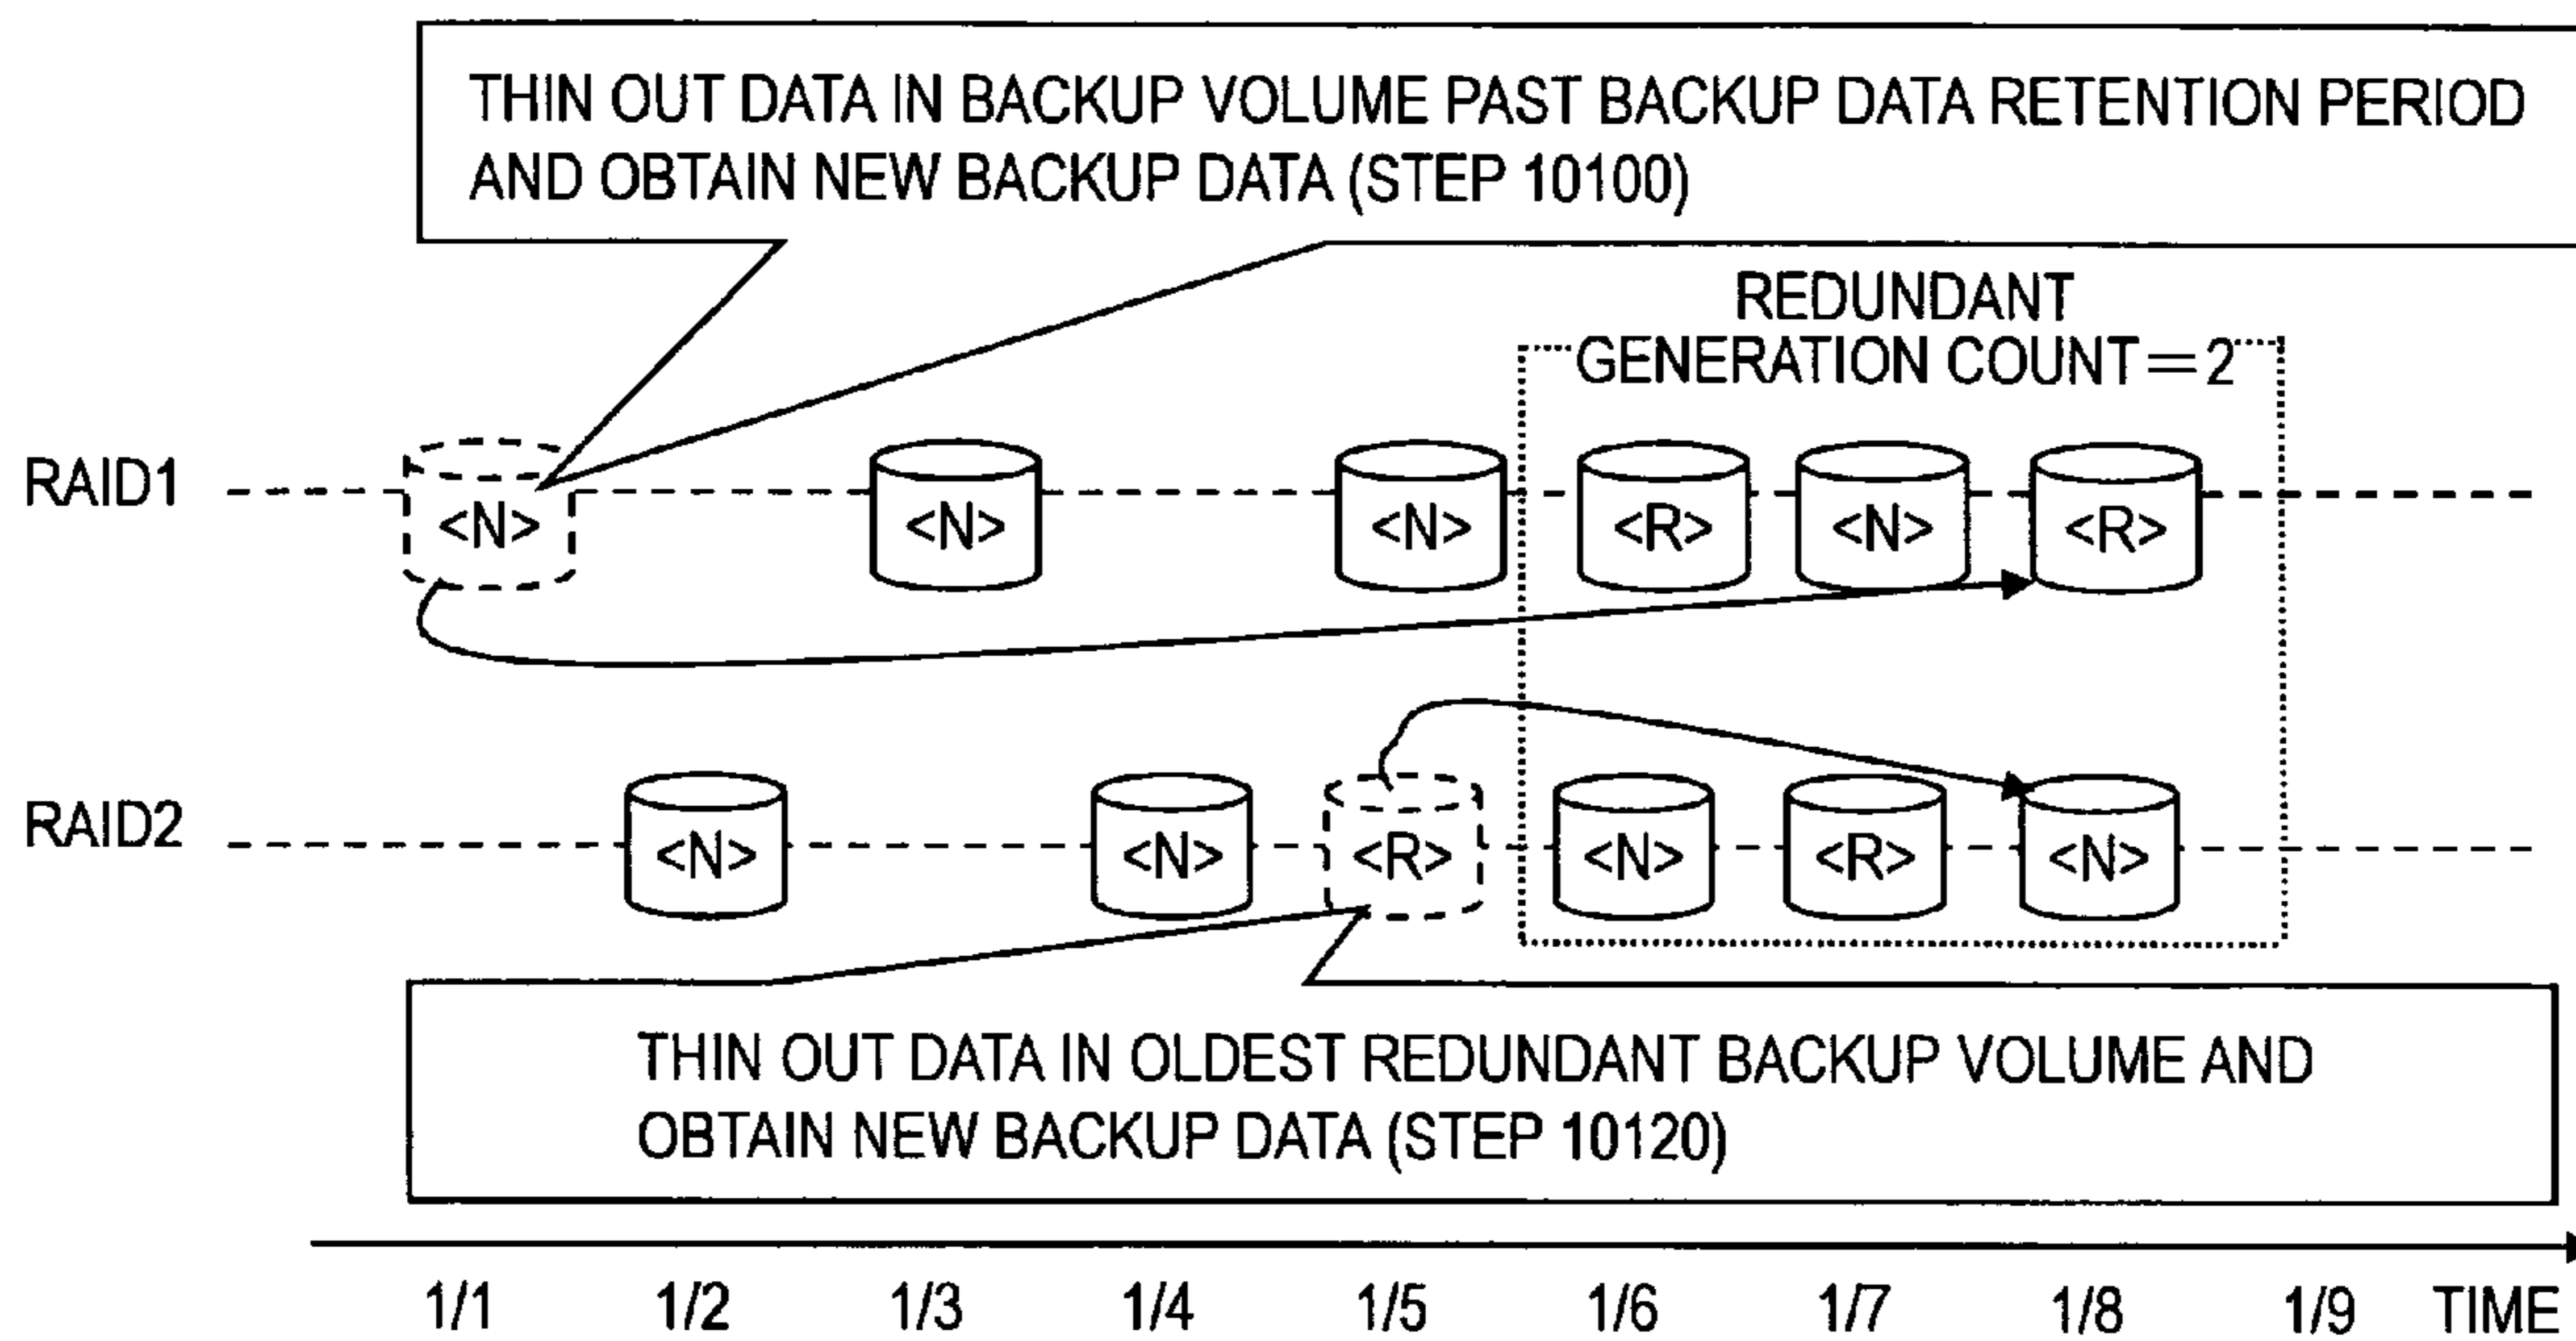 THIN OUT DATA IN BACKUP VOLUME PAST BACKUP DATA RETENTION PERIOD
AND OBTAIN NEW BACKUP DATA (STEP 10100)
REDUNDANT
GENERATION COUNT=2
RAID1
<N>
<N>
<N>
<R>
<N>
<R>
RAID2
<N>
<N>
<R>
<N>
<R>
<N>
THIN OUT DATA IN OLDEST REDUNDANT BACKUP VOLUME AND
OBTAIN NEW BACKUP DATA (STEP 10120)
1/1 1/2 1/3 1/4 1/5 1/6 1/7 1/8 1/9 TIME